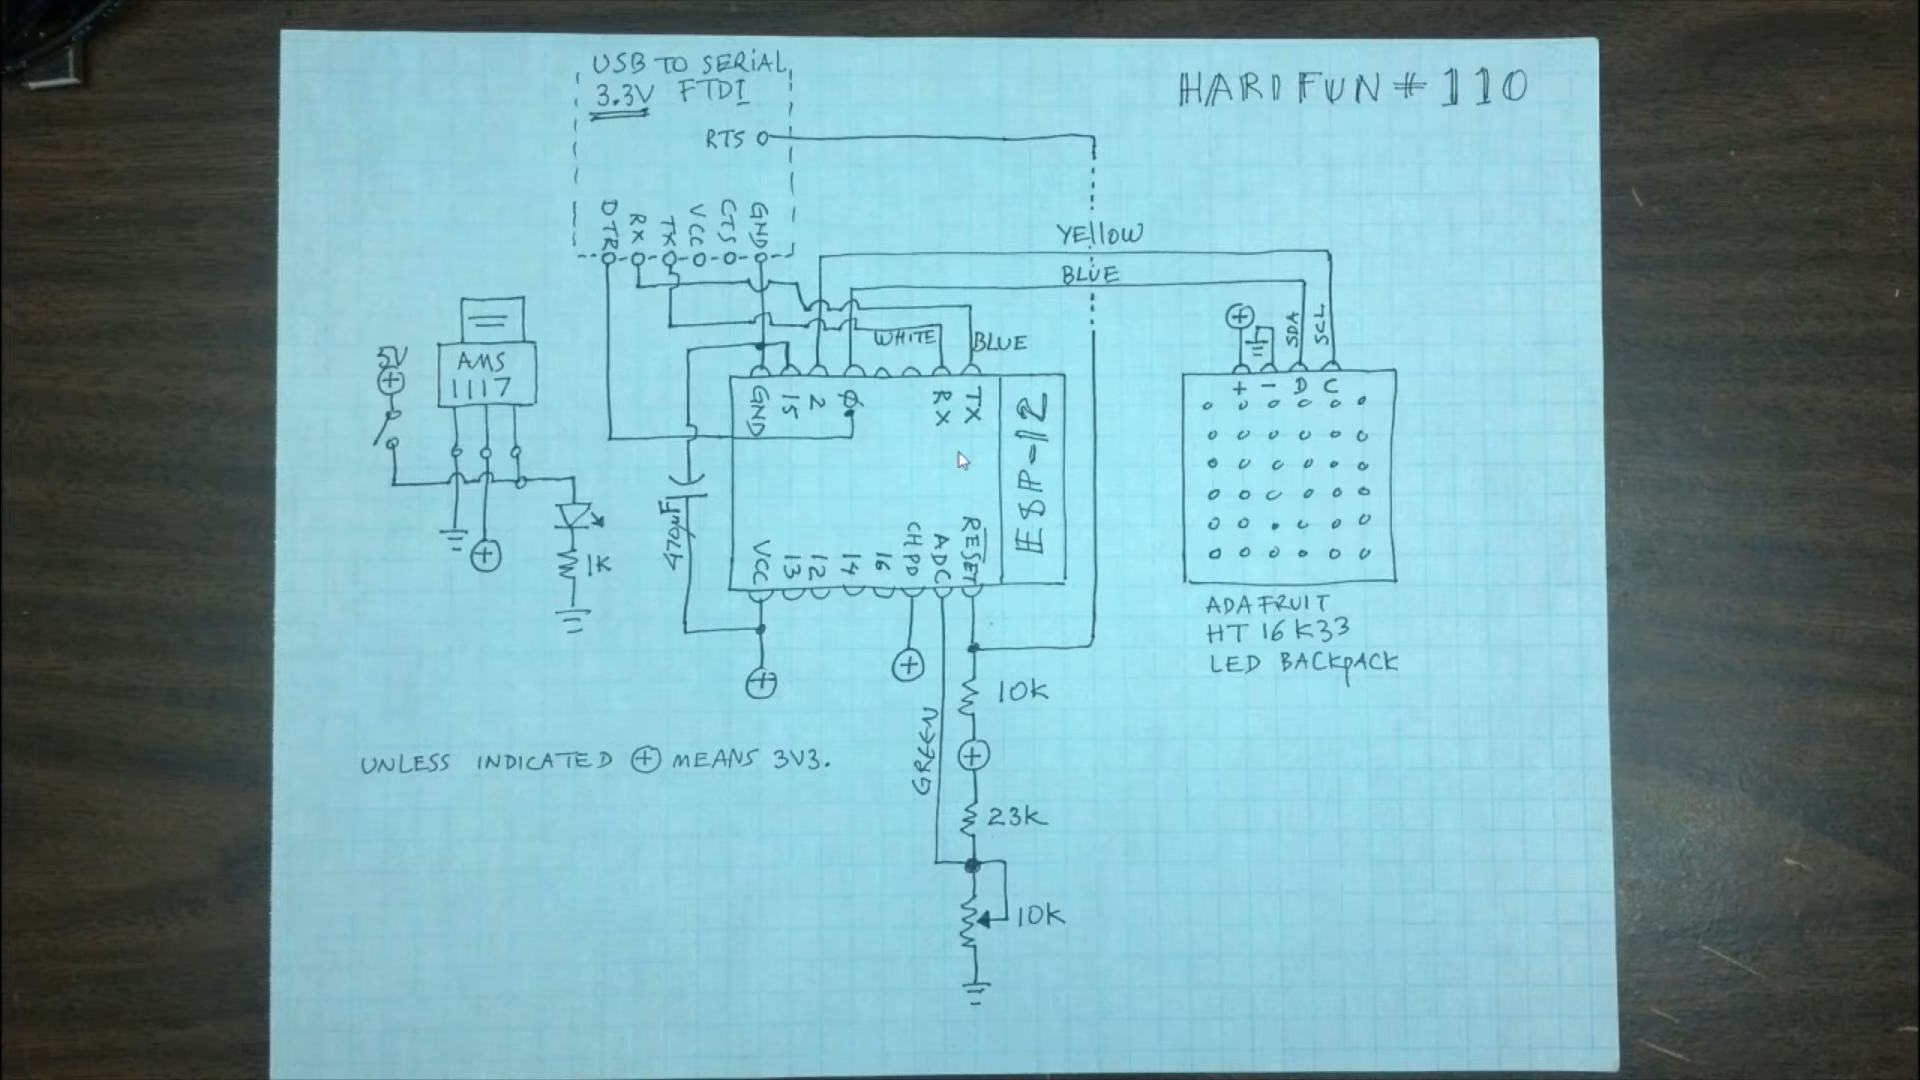 USB TO SERIAL
3.3V FTDI
HARD FUN # 110
RTS
DTR
RX
TX
VCC
CTS
GND
YELLOW
BLUE
5V
AMS
1117
WHITE
BLUE
SDA
SCL
+ - D C
GND
15
2
Ø
RX
TX
ESP-12
470µF
1K
VCC
13
12
14
16
CHPD
ADC
RESET
ADAFRUIT
HT16K33
LED BACKPACK
10K
GREEN
UNLESS INDICATED ⊕ MEANS 3V3.
23K
10K